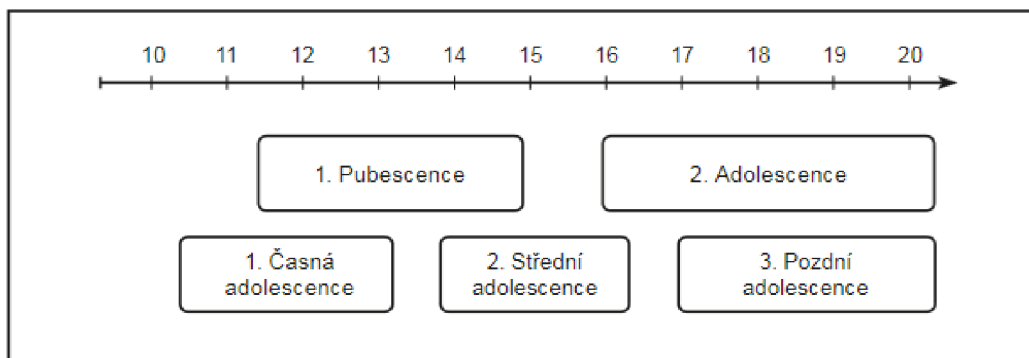 10 11 12 13 14 15 16 17 18 19 20
1. Pubescence
2. Adolescence
1. Časná
adolescence
2. Střední
adolescence
3. Pozdní
adolescence